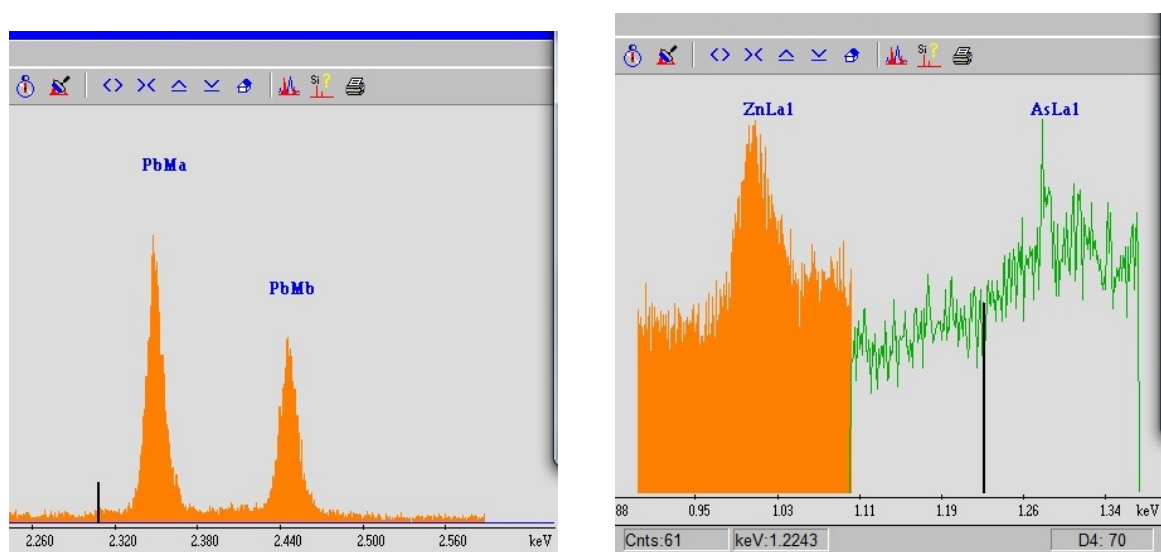 Si ?
PbMa
PbMb
2.260 2.320 2.380 2.440 2.500 2.560 keV
Si ?
ZnLa1 AsLa1
88 0.95 1.03 1.11 1.19 1.26 1.34 keV
Cnts:61 keV:1.2243 D4: 70